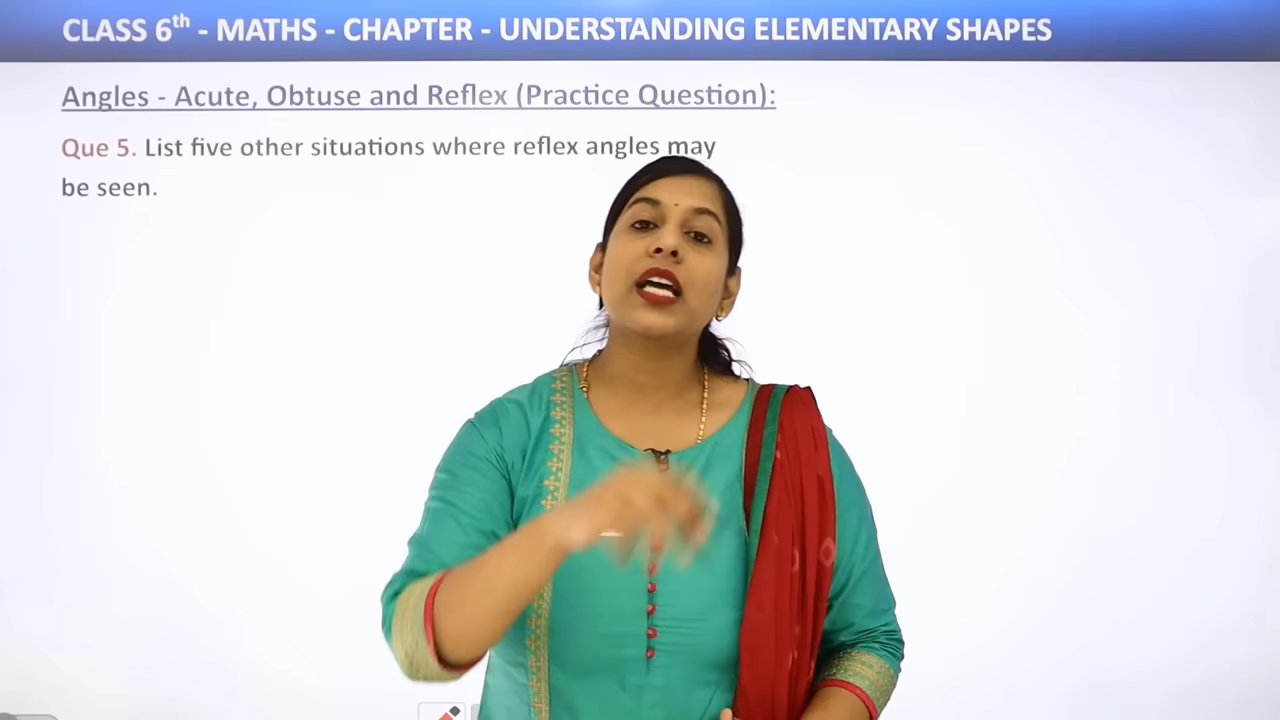 CLASS 6th - MATHS - CHAPTER - UNDERSTANDING ELEMENTARY SHAPES
Angles - Acute, Obtuse and Reflex (Practice Question):
Que 5. List five other situations where reflex angles may
be seen.